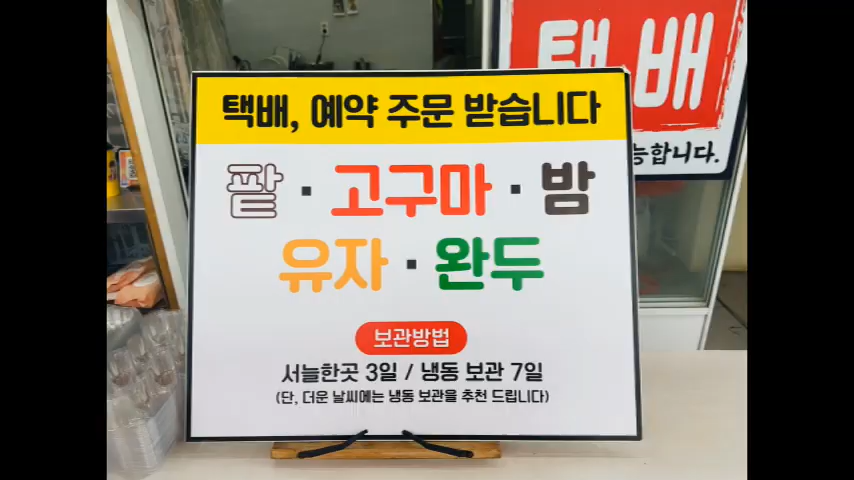 택배, 예약 주문 받습니다
팥 · 고구마 · 밤
유자 · 완두
보관방법
서늘한곳 3일 / 냉동 보관 7일
(단, 더운 날씨에는 냉동 보관을 추천 드립니다)
택배
능합니다.